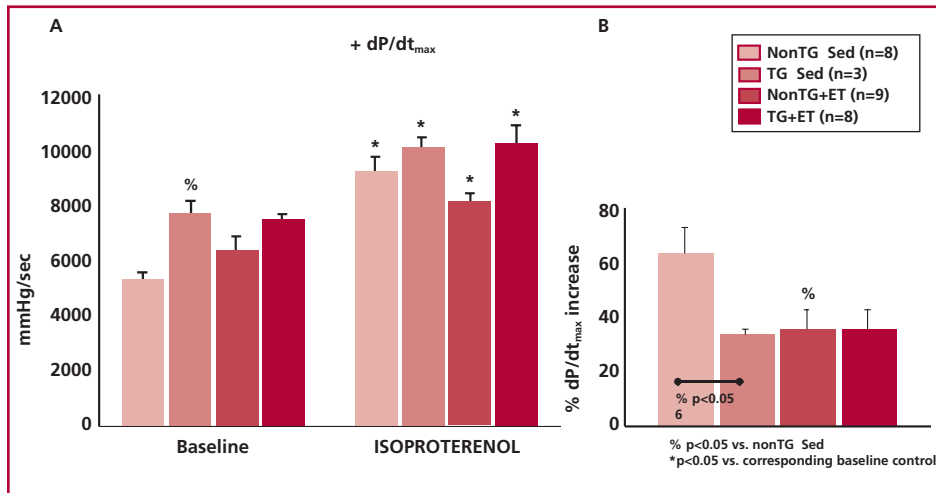 A
+ dP/dtmax
mmHg/sec
12000
10000
8000
6000
4000
2000
0
%
*
*
*
*
Baseline
ISOPROTERENOL
B
NonTG Sed (n=8)
TG Sed (n=3)
NonTG+ET (n=9)
TG+ET (n=8)
% dP/dtmax increase
80
60
40
20
0
%
% p<0.05
6
% p<0.05 vs. nonTG Sed
*p<0.05 vs. corresponding baseline control